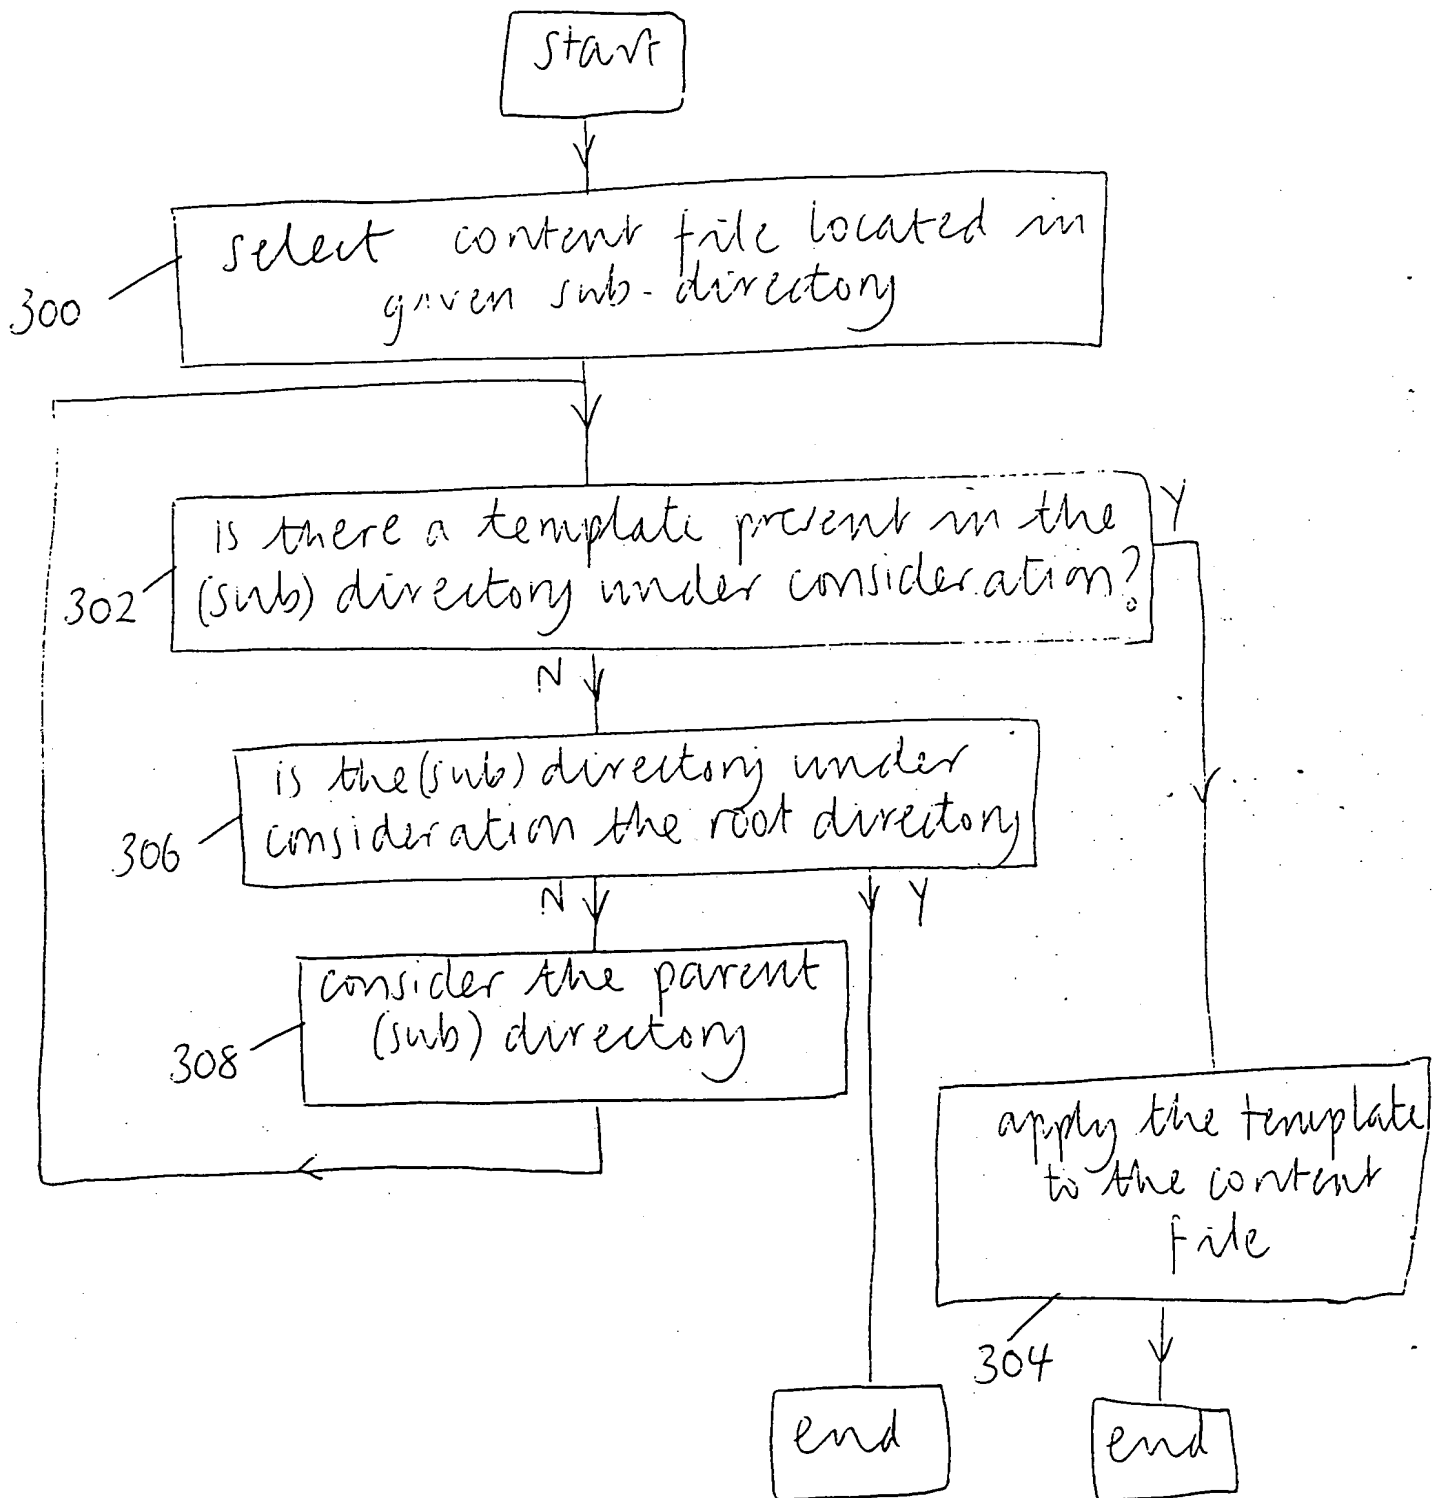 start
select content file located in
given sub-directory
300
is there a template present in the
(sub) directory under consideration?
Y
302
N
is the (sub) directory under
consideration the root directory
306
N
Y
consider the parent
(sub) directory
308
apply the template
to the content
file
304
end
end